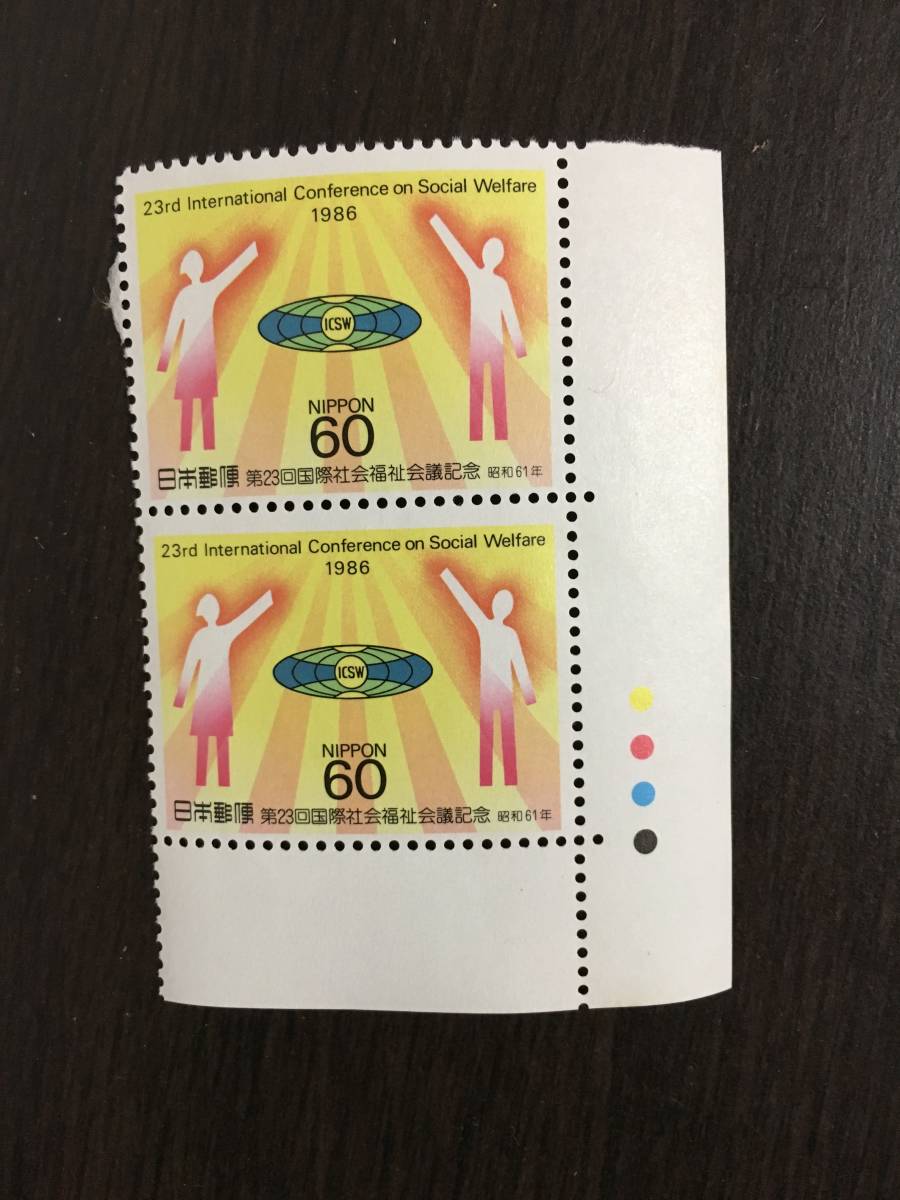 23rd International Conference on Social Welfare
1986
ICSW
NIPPON
60
日本郵便 第23回国際社会福祉会議記念 昭和61年
23rd International Conference on Social Welfare
1986
ICSW
NIPPON
60
日本郵便 第23回国際社会福祉会議記念 昭和61年